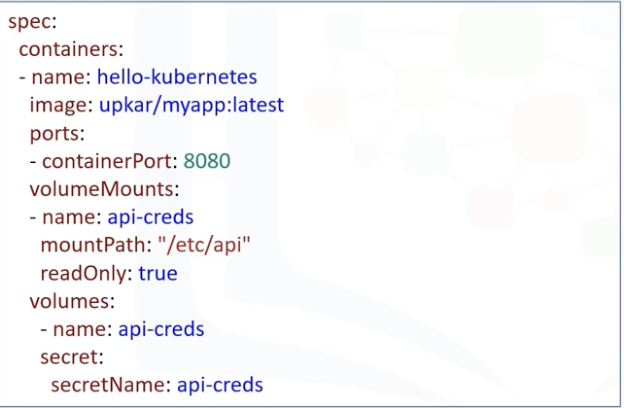 spec:
 containers:
 - name: hello-kubernetes
   image: upkar/myapp:latest
   ports:
   - containerPort: 8080
   volumeMounts:
   - name: api-creds
     mountPath: "/etc/api"
     readOnly: true
   volumes:
     - name: api-creds
     secret:
       secretName: api-creds